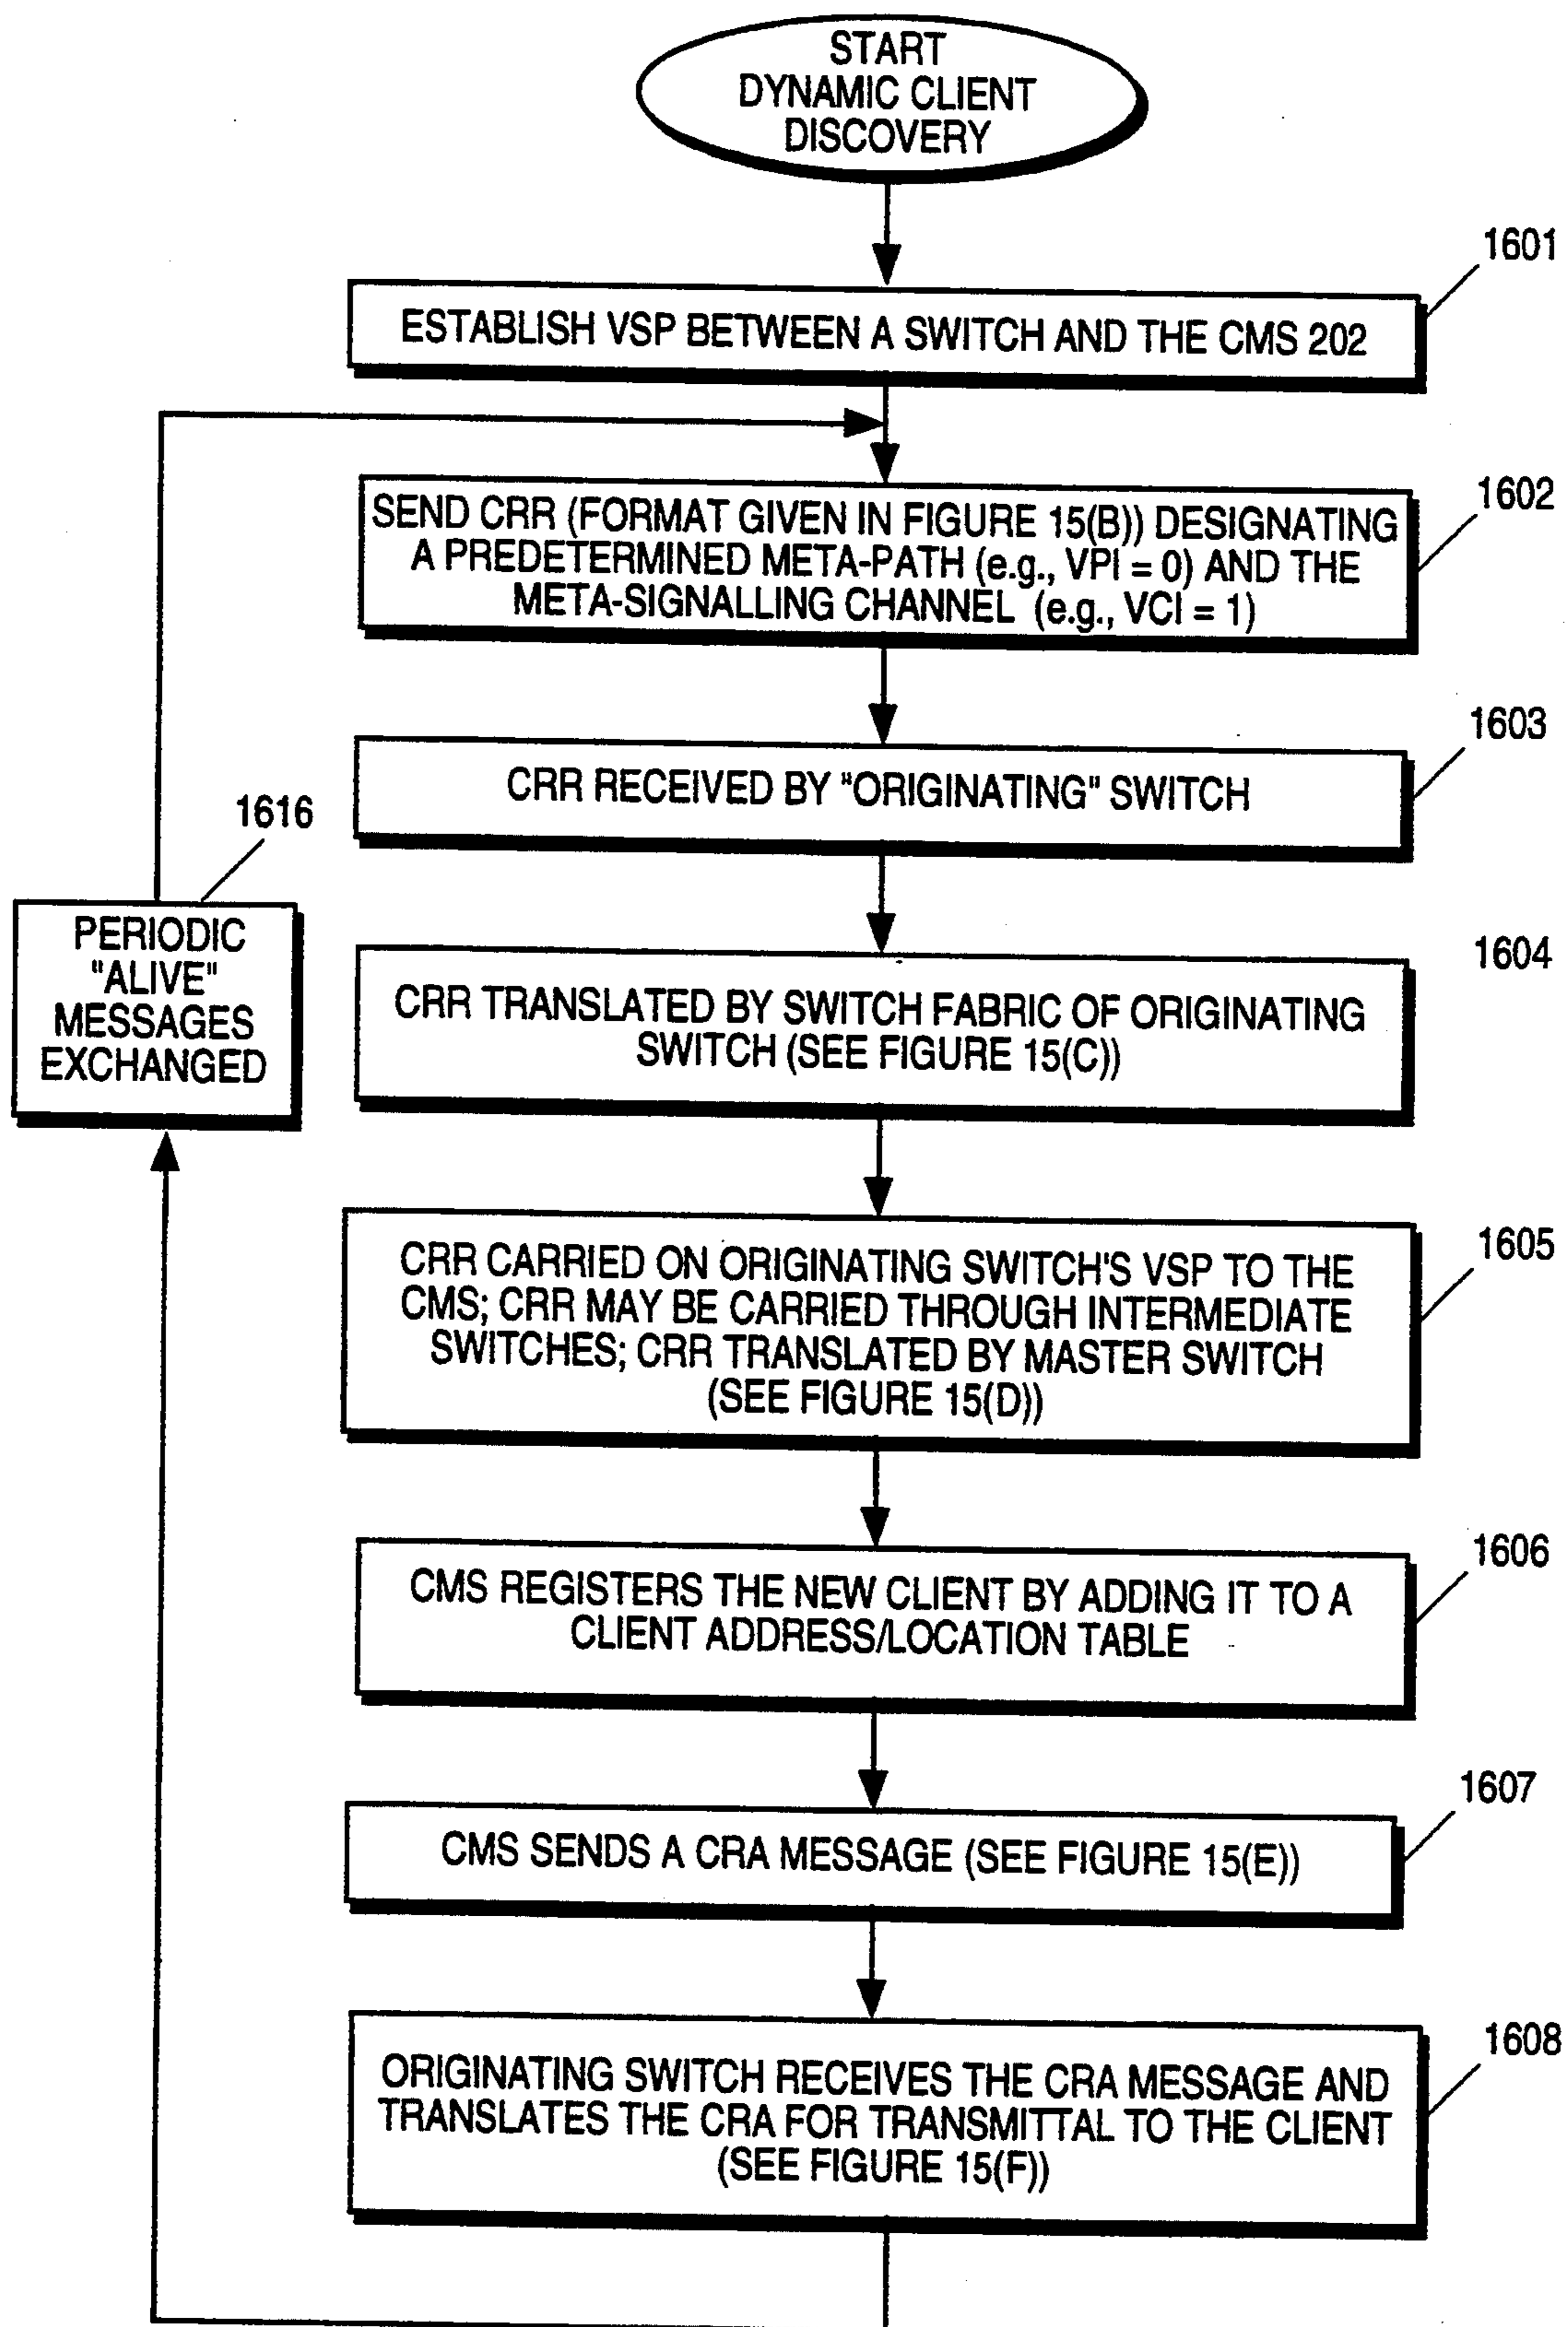 START
DYNAMIC CLIENT
DISCOVERY
1601
ESTABLISH VSP BETWEEN A SWITCH AND THE CMS 202
1602
SEND CRR (FORMAT GIVEN IN FIGURE 15(B)) DESIGNATING
A PREDETERMINED META-PATH (e.g., VPI = 0) AND THE
META-SIGNALLING CHANNEL (e.g., VCI = 1)
1603
CRR RECEIVED BY "ORIGINATING" SWITCH
1616
PERIODIC
"ALIVE"
MESSAGES
EXCHANGED
1604
CRR TRANSLATED BY SWITCH FABRIC OF ORIGINATING
SWITCH (SEE FIGURE 15(C))
1605
CRR CARRIED ON ORIGINATING SWITCH'S VSP TO THE
CMS; CRR MAY BE CARRIED THROUGH INTERMEDIATE
SWITCHES; CRR TRANSLATED BY MASTER SWITCH
(SEE FIGURE 15(D))
1606
CMS REGISTERS THE NEW CLIENT BY ADDING IT TO A
CLIENT ADDRESS/LOCATION TABLE
1607
CMS SENDS A CRA MESSAGE (SEE FIGURE 15(E))
1608
ORIGINATING SWITCH RECEIVES THE CRA MESSAGE AND
TRANSLATES THE CRA FOR TRANSMITTAL TO THE CLIENT
(SEE FIGURE 15(F))